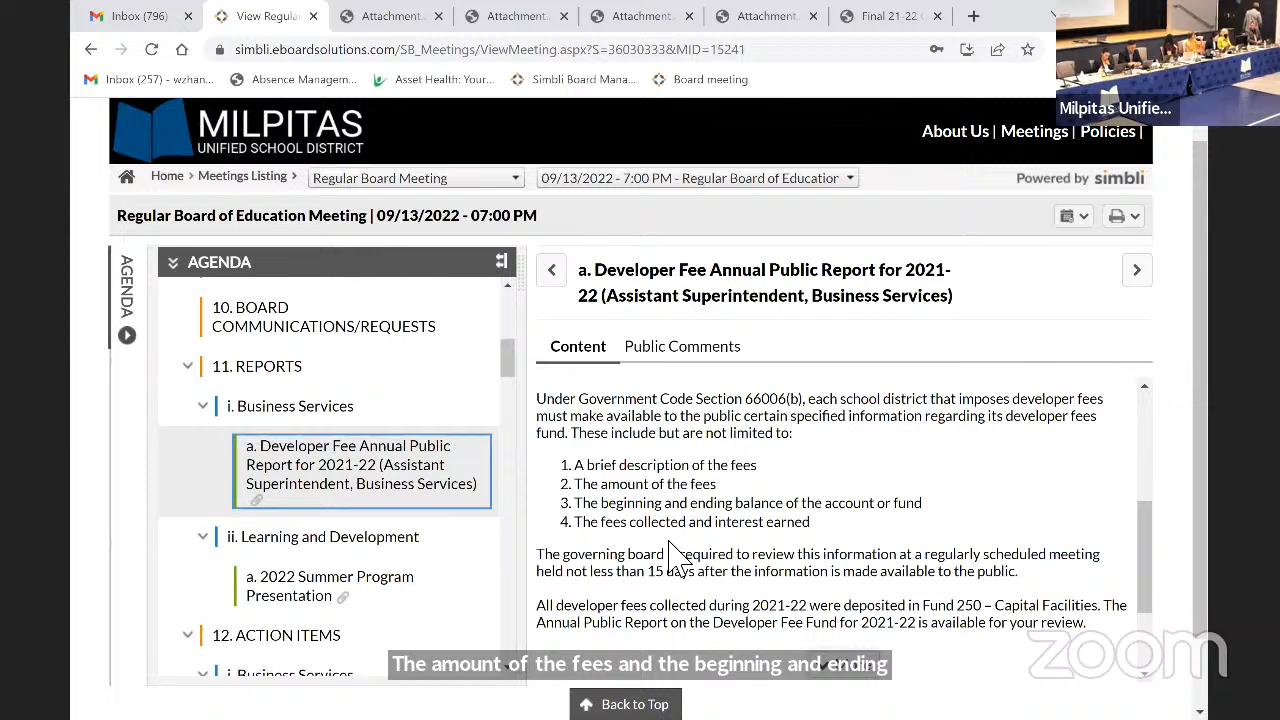 Inbox (796)
View Regular
Attachment
Attachment
Attachment
Attachment
Final 21-22 C
simbli.eboardsolutions.com/SB_Meetings/ViewMeeting.aspx?S=36030333&MID=15241
Inbox (257) – wzhan...
Absence Managem...
Asset Health: Your...
Simbli Board Mana...
Board meeting
Milpitas Unifie...
MILPITAS
UNIFIED SCHOOL DISTRICT
About Us | Meetings | Policies |
Home
Meetings Listing
Regular Board Meeting
09/13/2022 - 7:00 PM - Regular Board of Education
Powered by simbli
Regular Board of Education Meeting | 09/13/2022 - 07:00 PM
AGENDA
AGENDA
10. BOARD
COMMUNICATIONS/REQUESTS
11. REPORTS
i. Business Services
a. Developer Fee Annual Public
Report for 2021-22 (Assistant
Superintendent, Business Services)
ii. Learning and Development
a. 2022 Summer Program
Presentation
12. ACTION ITEMS
i. Business Services
a. Developer Fee Annual Public Report for 2021-
22 (Assistant Superintendent, Business Services)
Content
Public Comments
Under Government Code Section 66006(b), each school district that imposes developer fees
must make available to the public certain specified information regarding its developer fees
fund. These include but are not limited to:
1. A brief description of the fees
2. The amount of the fees
3. The beginning and ending balance of the account or fund
4. The fees collected and interest earned
The governing board required to review this information at a regularly scheduled meeting
held not less than 15 days after the information is made available to the public.
All developer fees collected during 2021-22 were deposited in Fund 250 – Capital Facilities. The
Annual Public Report on the Developer Fee Fund for 2021-22 is available for your review.
The amount of the fees and the beginning and ending
zoom
Back to Top